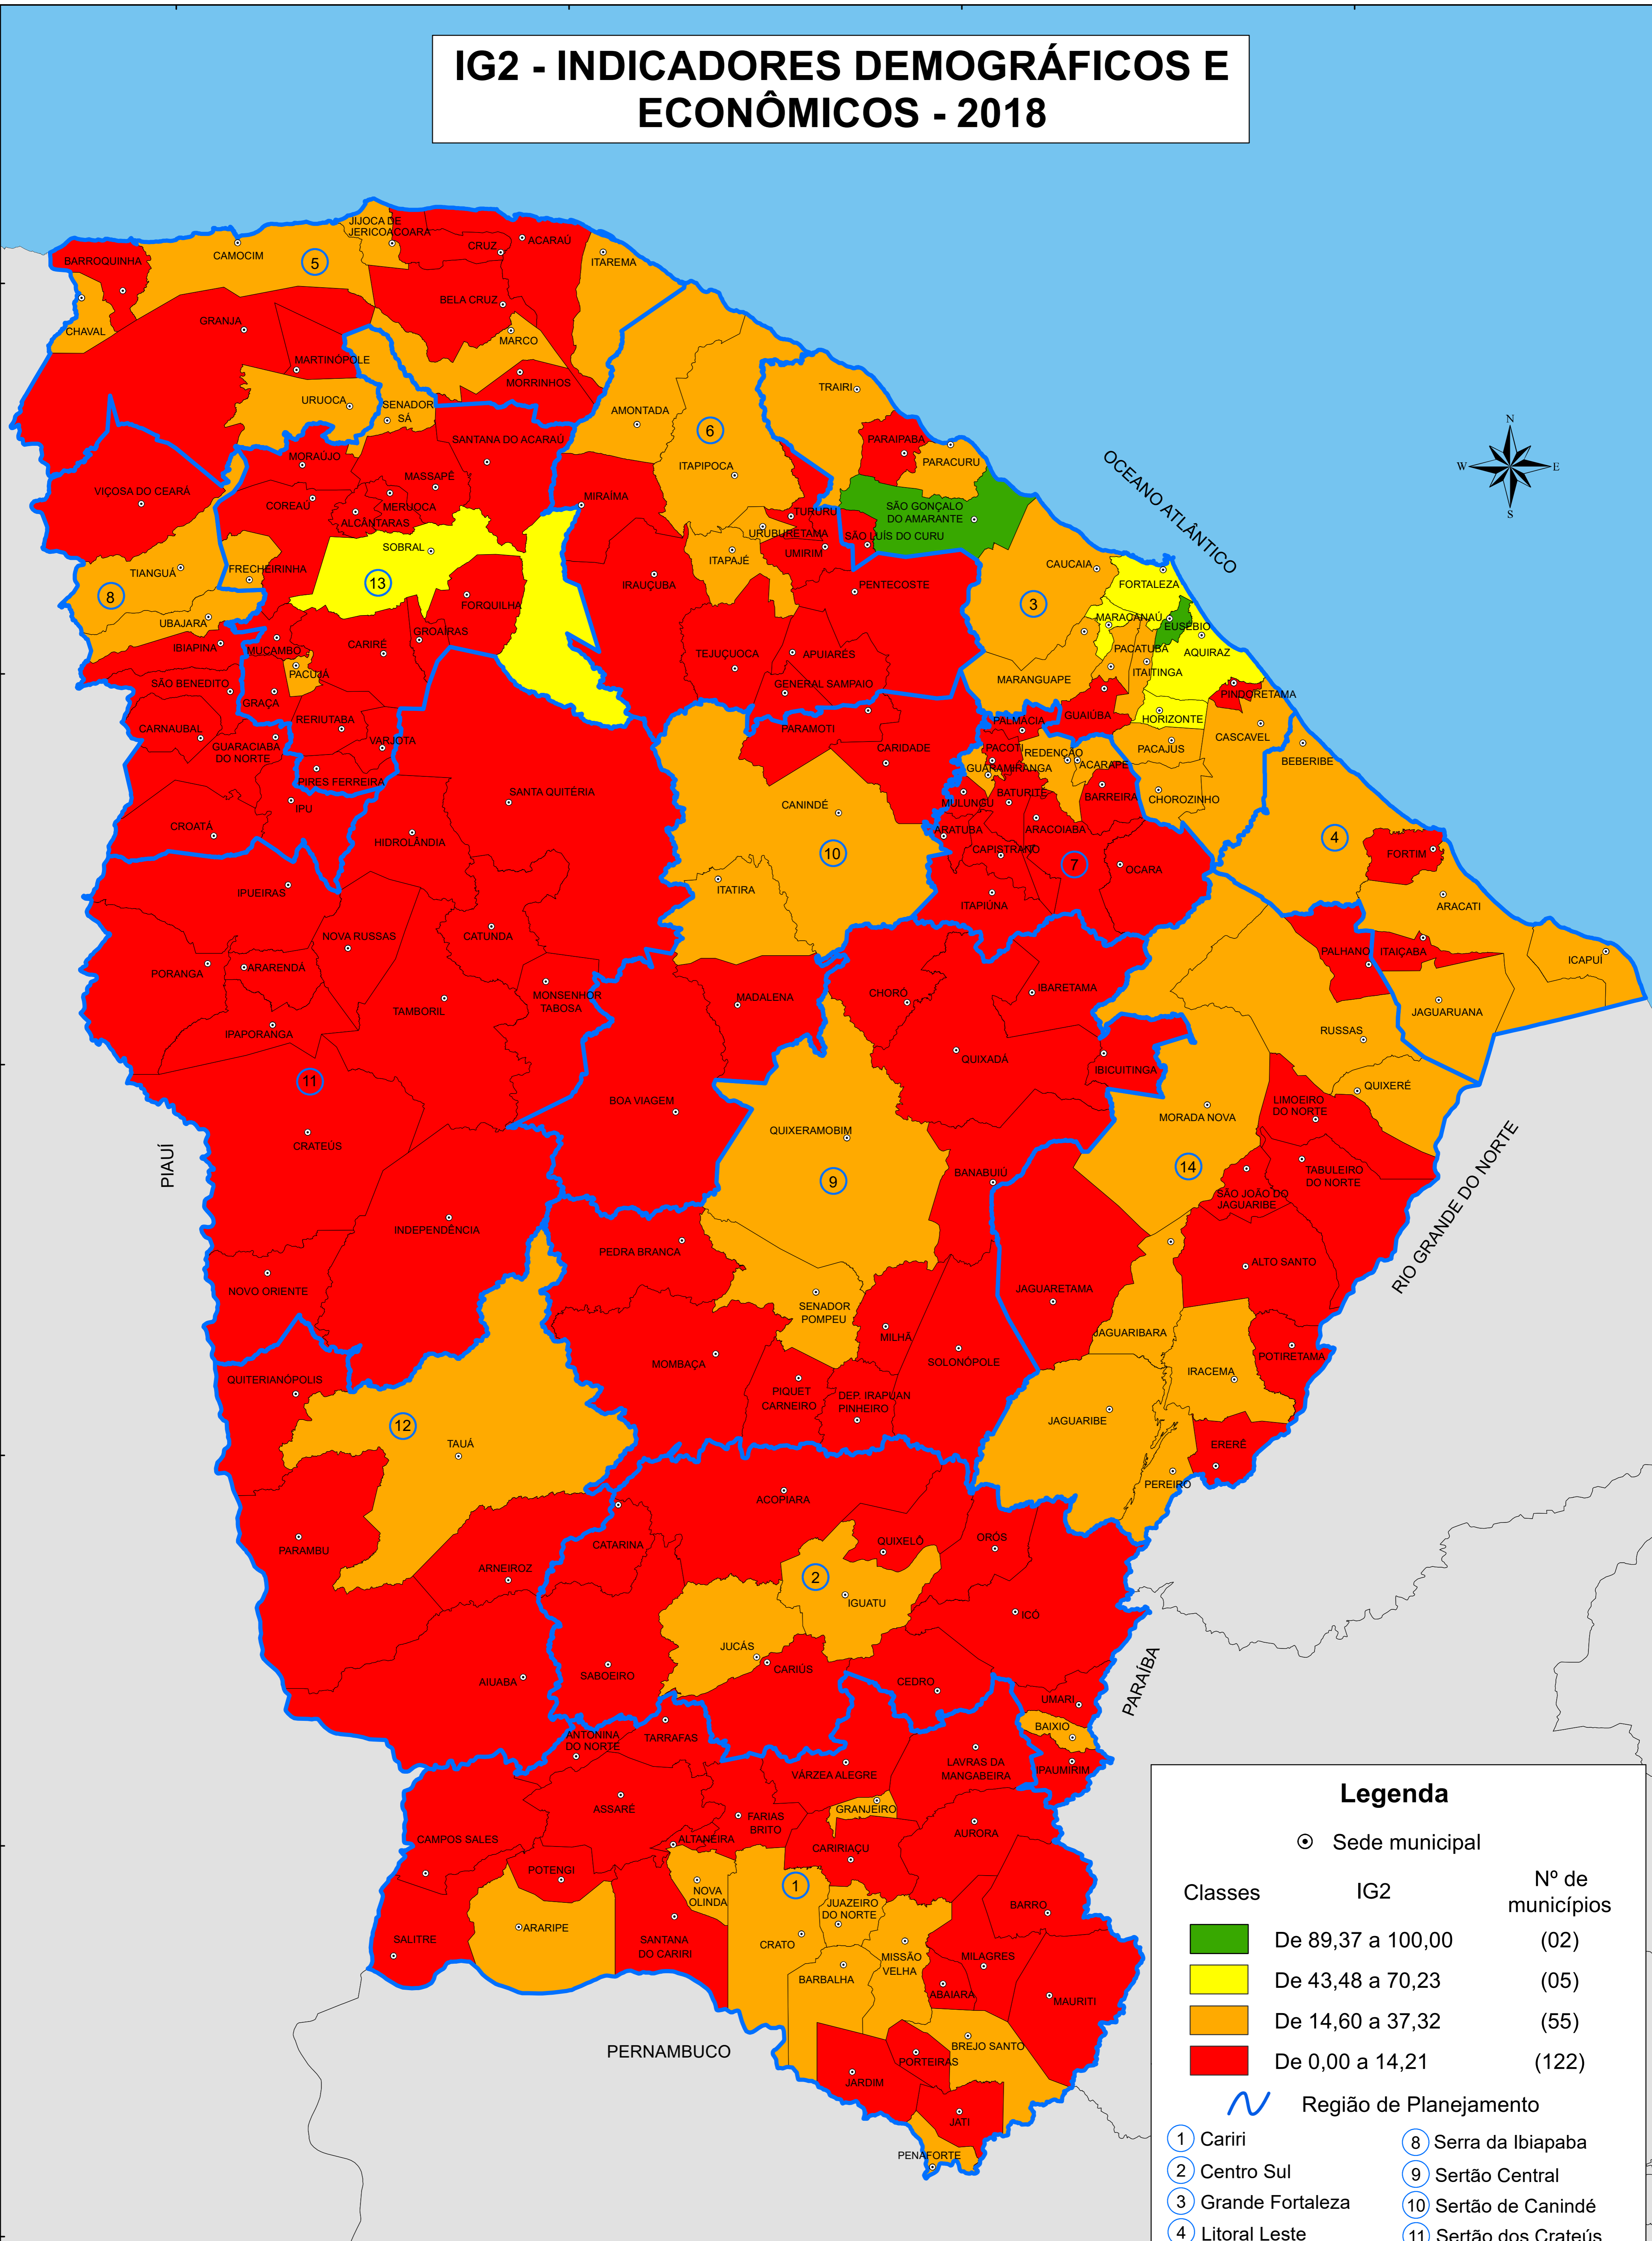 IG2 - INDICADORES DEMOGRÁFICOS E
ECONÔMICOS - 2018
JIJOCA DE
JERICOACOARA
CRUZ
ACARAÚ
BARROQUINHA
CAMOCIM
5
ITAREMA
CHAVAL
BELA CRUZ
GRANJA
MARCO
MARTINÓPOLE
MORRINHOS
URUOCA
SENADOR
SÁ
AMONTADA
TRAIRI
6
SANTANA DO ACARAÚ
PARAIPABA
PARACURU
MORAÚJO
MASSAPÊ
ITAPIPOCA
VIÇOSA DO CEARÁ
MIRAÍMA
COREAÚ
MERUOCA
ALCÂNTARAS
TURURU
SÃO GONÇALO
DO AMARANTE
OCEANO ATLÂNTICO
N
W
E
S
URUBURETAMA
SÃO LUÍS DO CURU
SOBRAL
UMIRIM
ITAPAJÉ
TIANGUÁ
FRECHEIRINHA
13
8
IRAUÇUBA
PENTECOSTE
CAUCAIA
FORTALEZA
3
FORQUILHA
UBAJARA
MARACANAÚ
EUSÉBIO
IBIAPINA
MUCAMBO
CARIRÉ
GROAÍRAS
TEJUÇUOCA
APUIARÉS
PACATUBA
AQUIRAZ
PACUJÁ
ITAITINGA
SÃO BENEDITO
GENERAL SAMPAIO
MARANGUAPE
PINDORETAMA
GRAÇA
RERIUTABA
GUAIÚBA
HORIZONTE
CARNAUBAL
PARAMOTI
PALMÁCIA
CASCAVEL
GUARACIABA
DO NORTE
VARJOTA
CARIDADE
PACOTI
REDENÇÃO
PACAJUS
BEBERIBE
GUARAMIRANGA
ACARAPE
PIRES FERREIRA
SANTA QUITÉRIA
BATURITÉ
BARREIRA
CHOROZINHO
IPU
CANINDÉ
MULUNGU
CROATÁ
HIDROLÂNDIA
ARATUBA
ARACOIABA
4
10
CAPISTRANO
FORTIM
7
OCARA
IPUEIRAS
ITATIRA
ITAPIÚNA
ARACATI
NOVA RUSSAS
CATUNDA
PALHANO
ITAIÇABA
ICAPUÍ
PORANGA
ARARENDÁ
CHORÓ
IBARETAMA
MONSENHOR
TABOSA
MADALENA
TAMBORIL
JAGUARUANA
IPAPORANGA
RUSSAS
QUIXADÁ
IBICUITINGA
11
QUIXERÉ
BOA VIAGEM
LIMOEIRO
DO NORTE
MORADA NOVA
QUIXERAMOBIM
CRATEÚS
PIAUÍ
14
9
BANABUIÚ
TABULEIRO
DO NORTE
SÃO JOÃO DO
JAGUARIBE
RIO GRANDE DO NORTE
INDEPENDÊNCIA
PEDRA BRANCA
ALTO SANTO
NOVO ORIENTE
JAGUARETAMA
SENADOR
POMPEU
JAGUARIBARA
MILHÃ
MOMBAÇA
SOLONÓPOLE
POTIRETAMA
IRACEMA
QUITERIANÓPOLIS
PIQUET
CARNEIRO
DEP. IRAPUAN
PINHEIRO
12
JAGUARIBE
TAUÁ
ERERÊ
PEREIRO
ACOPIARA
PARAMBU
CATARINA
QUIXELÔ
ORÓS
ARNEIROZ
2
IGUATU
ICÓ
JUCÁS
CARIÚS
SABOEIRO
AIUABA
CEDRO
PARAÍBA
UMARI
ANTONINA
DO NORTE
TARRAFAS
BAIXIO
LAVRAS DA
MANGABEIRA
VÁRZEA ALEGRE
IPAUMIRIM
ASSARÉ
GRANJEIRO
FARIAS
BRITO
CAMPOS SALES
ALTANEIRA
AURORA
CARIRIAÇU
POTENGI
1
NOVA
OLINDA
JUAZEIRO
DO NORTE
BARRO
ARARIPE
SALITRE
SANTANA
DO CARIRI
CRATO
MISSÃO
VELHA
MILAGRES
BARBALHA
ABAIARA
MAURITI
BREJO SANTO
PERNAMBUCO
PORTEIRAS
JARDIM
JATI
PENAFORTE
Legenda
Sede municipal
Classes IG2 Nº de
municípios
De 89,37 a 100,00 (02)
De 43,48 a 70,23 (05)
De 14,60 a 37,32 (55)
De 0,00 a 14,21 (122)
Região de Planejamento
1 Cariri
2 Centro Sul
3 Grande Fortaleza
4 Litoral Leste
8 Serra da Ibiapaba
9 Sertão Central
10 Sertão de Canindé
11 Sertão dos Crateús